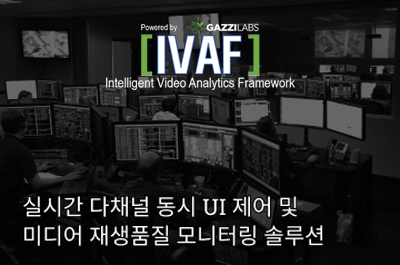 Powered by GAZZILABS
[IVAF]
Intelligent Video Analytics Framework
실시간 다채널 동시 UI 제어 및
미디어 재생품질 모니터링 솔루션